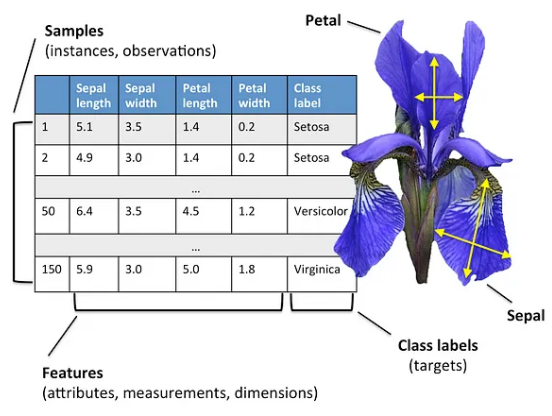 Samples
(instances, observations)
Petal
Sepal length Sepal width Petal length Petal width Class label
1 5.1 3.5 1.4 0.2 Setosa
2 4.9 3.0 1.4 0.2 Setosa
...
50 6.4 3.5 4.5 1.2 Versicolor
...
150 5.9 3.0 5.0 1.8 Virginica
Sepal
Class labels
(targets)
Features
(attributes, measurements, dimensions)